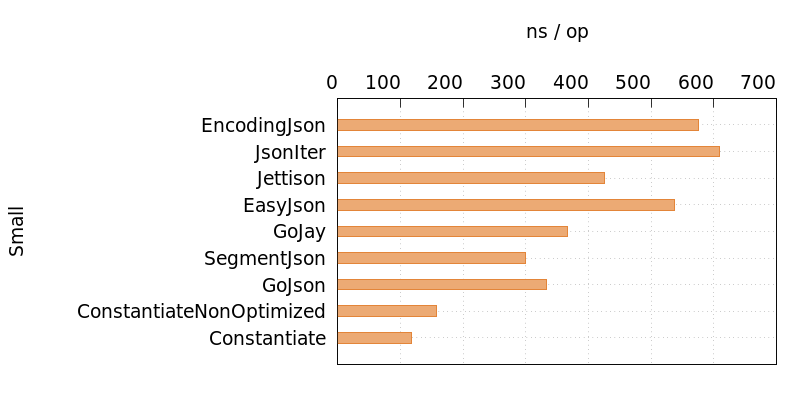 ns / op
0 100 200 300 400 500 600 700
EncodingJson
JsonIter
Jettison
EasyJson
GoJay
SegmentJson
GoJson
ConstantiateNonOptimized
Constantiate
Small